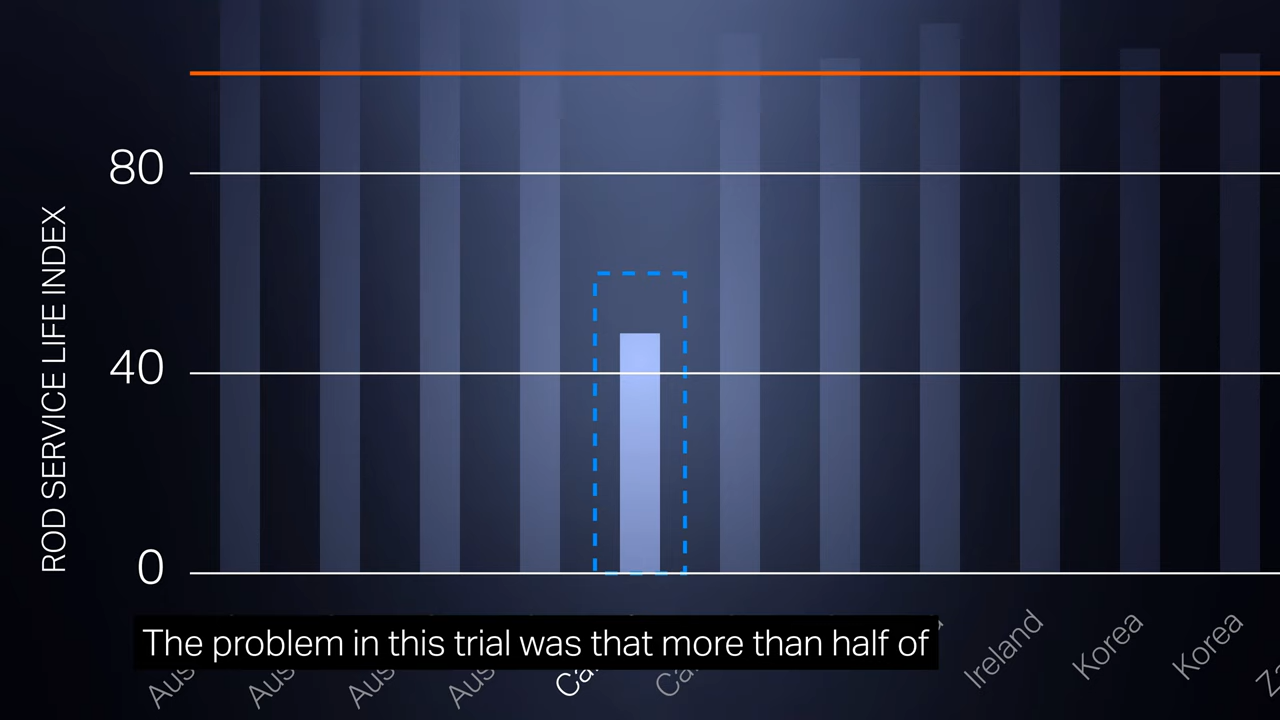 80
ROD SERVICE LIFE INDEX
40
0
The problem in this trial was that more than half of
Ireland
Korea
Korea